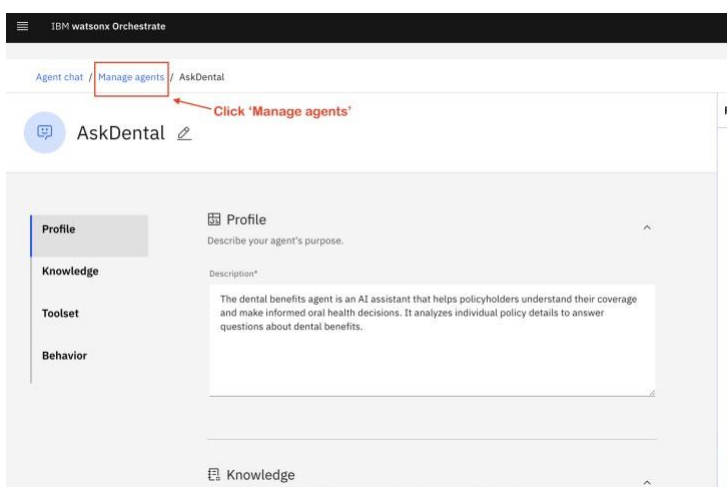 IBM watsonx Orchestrate
Agent chat / Manage agents / AskDental
Click ‘Manage agents’
AskDental
Profile
Knowledge
Toolset
Behavior
Profile
Describe your agent's purpose.
Description*
The dental benefits agent is an AI assistant that helps policyholders understand their coverage
and make informed oral health decisions. It analyzes individual policy details to answer
questions about dental benefits.
Knowledge